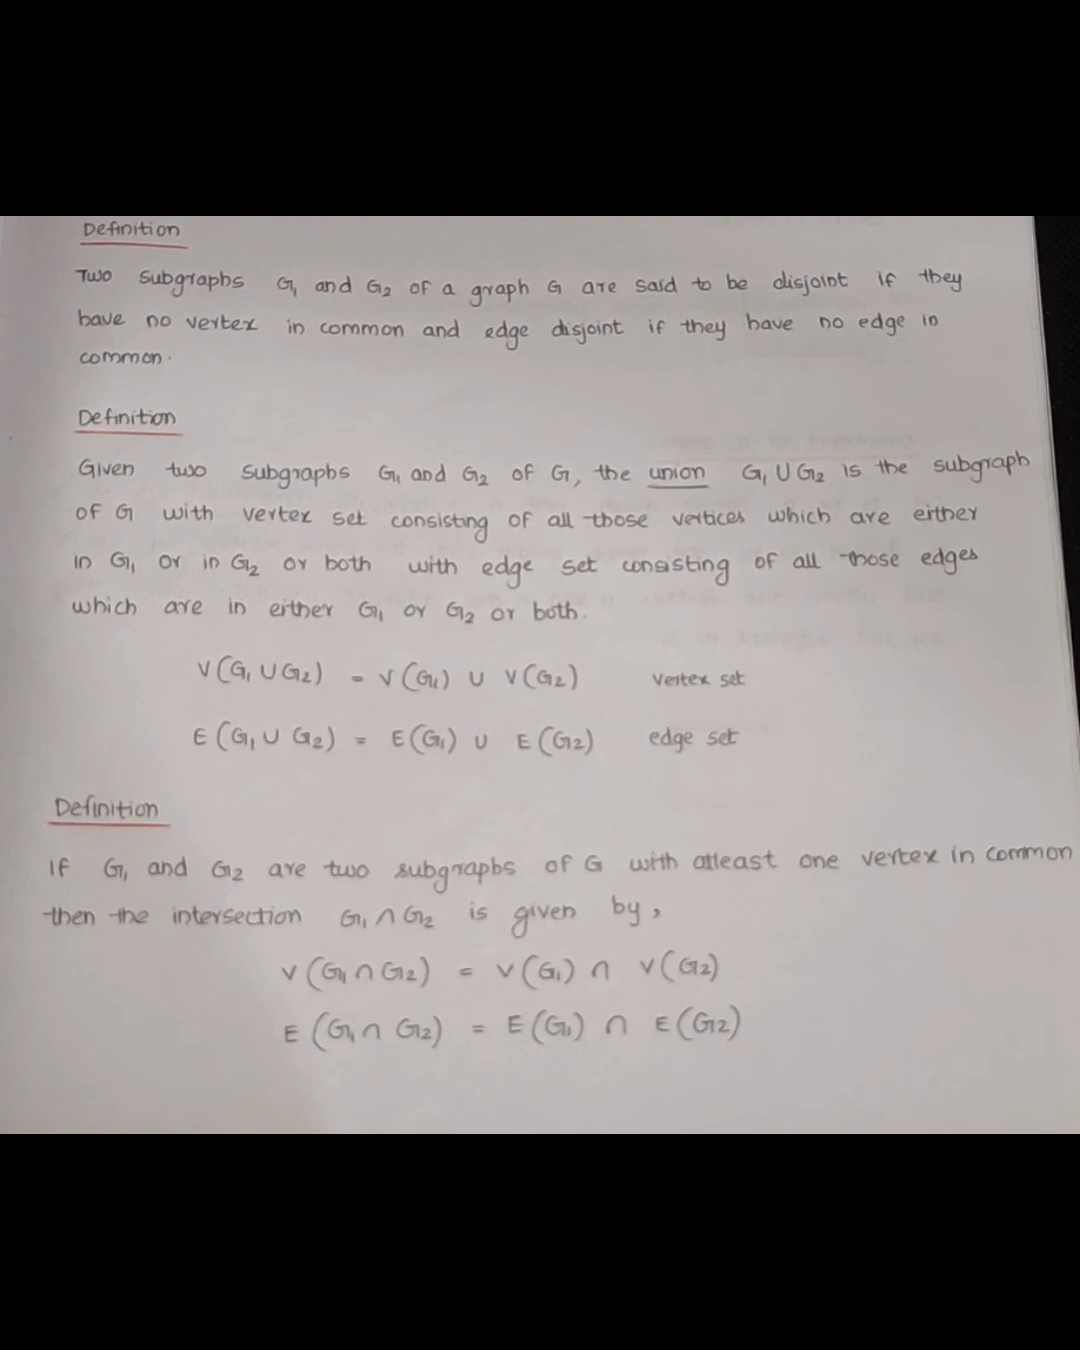 Definition
Two subgraphs G₁ and G₂ of a graph G are said to be disjoint if they
have no vertex in common and edge disjoint if they have no edge in
common.
Definition
Given two subgraphs G₁ and G₂ of G, the union G₁ ∪ G₂ is the subgraph
of G with vertex set consisting of all those vertices which are either
in G₁ or in G₂ or both with edge set consisting of all those edges
which are in either G₁ or G₂ or both.
V(G₁ ∪ G₂) = V(G₁) ∪ V(G₂) vertex set
E(G₁ ∪ G₂) = E(G₁) ∪ E(G₂) edge set
Definition
If G₁ and G₂ are two subgraphs of G with atleast one vertex in common
then the intersection G₁ ∩ G₂ is given by,
V(G₁ ∩ G₂) = V(G₁) ∩ V(G₂)
E(G₁ ∩ G₂) = E(G₁) ∩ E(G₂)